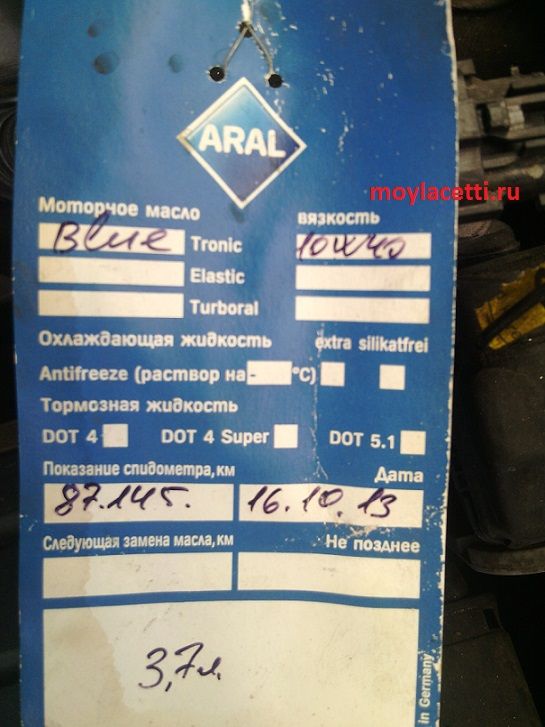 ARAL
moylacetti.ru
Моторное масло вязкость
Blue Tronic 10W40
Elastic
Turboral
Охлаждающая жидкость extra silikatfrei
Antifreeze (раствор на- °C)
Тормозная жидкость
DOT 4 DOT 4 Super DOT 5.1
Показание спидометра, км Дата
87.145. 16.10.13
Следующая замена масла, км Не позднее
3,7л.
in Germany